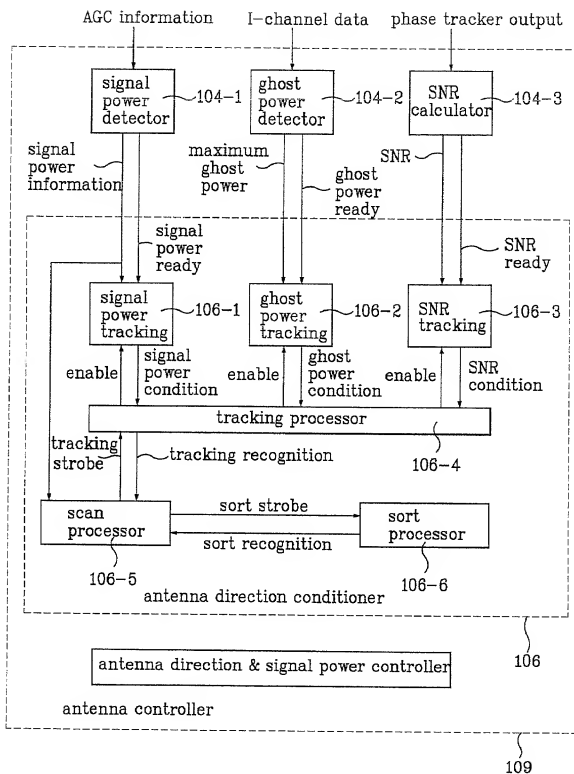 AGC information
I-channel data
phase tracker output
signal
power
detector
104-1
ghost
power
detector
104-2
SNR
calculator
104-3
signal
power
information
maximum
ghost
power
SNR
ghost
power
ready
signal
power
ready
SNR
ready
signal
power
tracking
106-1
ghost
power
tracking
106-2
SNR
tracking
106-3
enable
signal
power
condition
enable
ghost
power
condition
enable
SNR
condition
tracking processor
106-4
tracking
strobe
tracking recognition
scan
processor
106-5
sort strobe
sort recognition
sort
processor
106-6
antenna direction conditioner
106
antenna direction & signal power controller
antenna controller
109